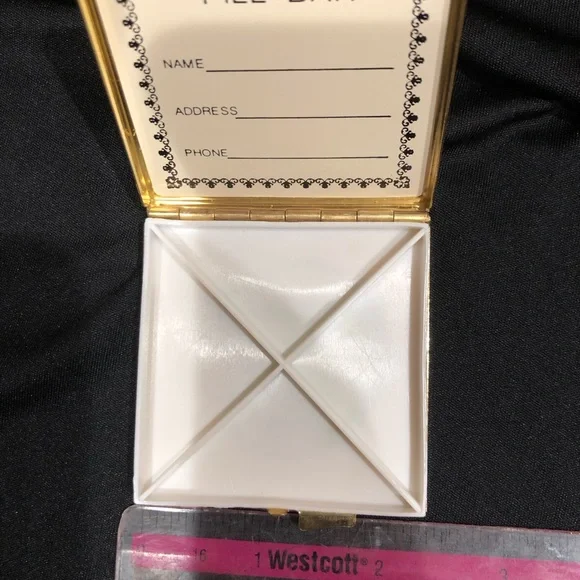 NAME
ADDRESS
PHONE
16 1 Westcott® 2